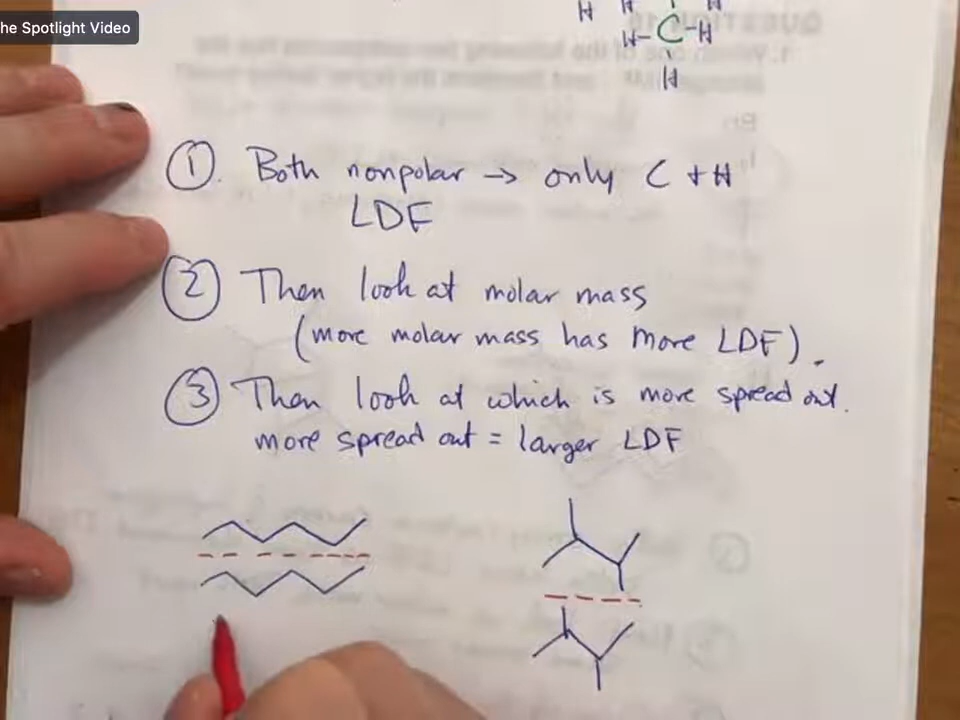 he Spotlight Video
H H H
H-C-H
H
① Both nonpolar → only C + H
LDF
② Then look at molar mass
(more molar mass has more LDF).
③ Then look at which is more spread out.
more spread out = larger LDF